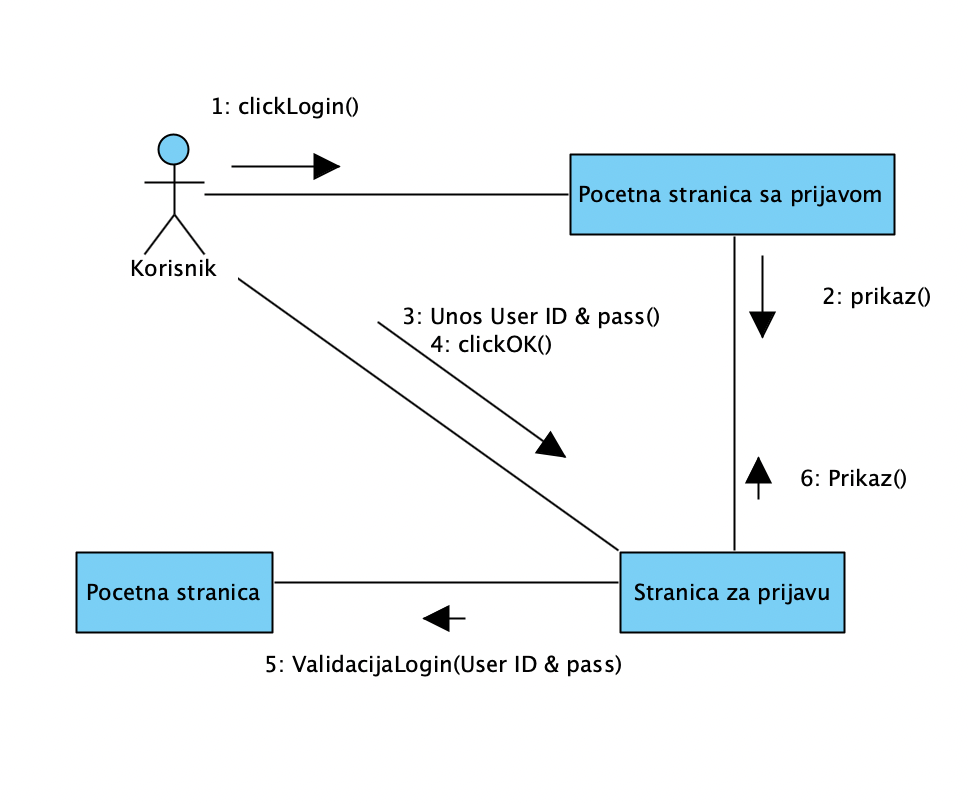 1: clickLogin()
Pocetna stranica sa prijavom
Korisnik
2: prikaz()
3: Unos User ID & pass()
4: clickOK()
6: Prikaz()
Pocetna stranica
Stranica za prijavu
5: ValidacijaLogin(User ID & pass)